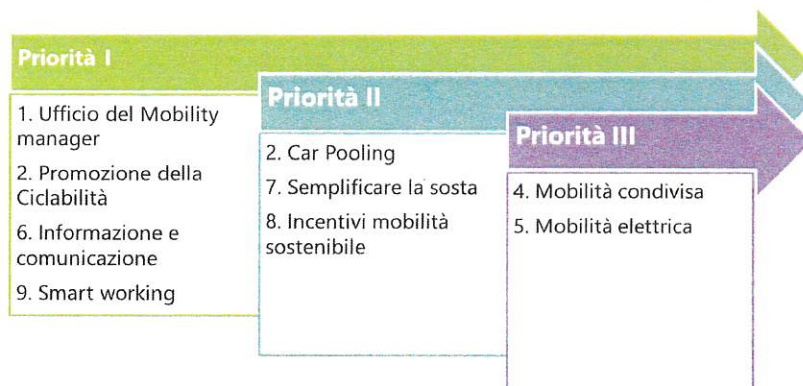 Priorità I
1. Ufficio del Mobility
manager
2. Promozione della
Ciclabilità
6. Informazione e
comunicazione
9. Smart working
Priorità II
2. Car Pooling
7. Semplificare la sosta
8. Incentivi mobilità
sostenibile
Priorità III
4. Mobilità condivisa
5. Mobilità elettrica